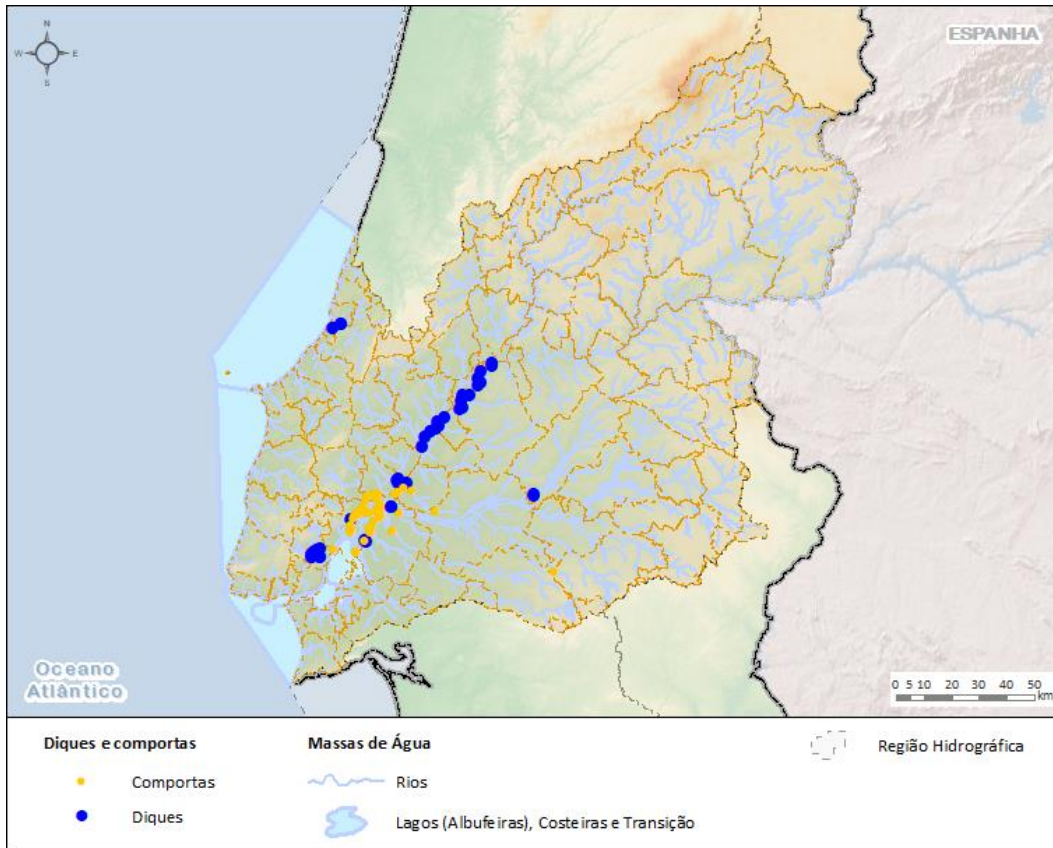 N
W E
S
ESPANHA
Oceano
Atlântico
0 5 10 20 30 40 50
km
Diques e comportas
Comportas
Diques
Massas de Água
Rios
Lagos (Albufeiras), Costeiras e Transição
Região Hidrográfica